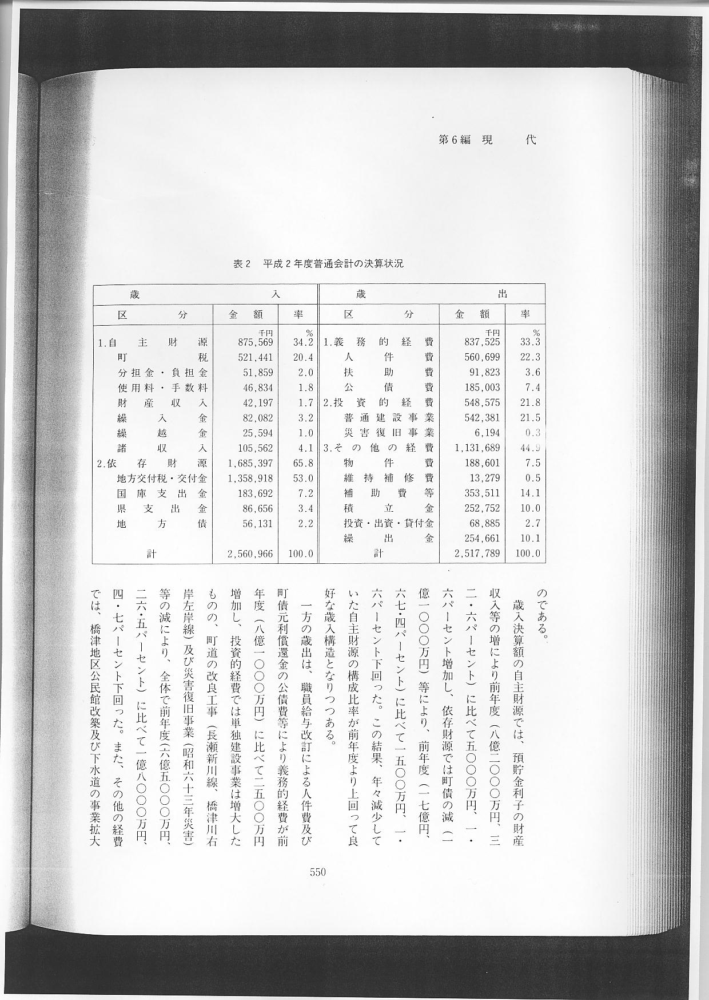 第6編 現 代
表2 平成2年度普通会計の決算状況
歳 入 歳 出
区 分 金 額 率 区 分 金 額 率
千円 % 千円 %
1.自主財源 875,569 34.2 1.義務的経費 837,525 33.3
町税 521,441 20.4 人件費 560,699 22.3
分担金・負担金 51,859 2.0 扶助費 91,823 3.6
使用料・手数料 46,834 1.8 公債費 185,003 7.4
財産収入 42,197 1.7 2.投資的経費 548,575 21.8
繰入金 82,082 3.2 普通建設事業 542,381 21.5
繰越金 25,594 1.0 災害復旧事業 6,194 0.3
諸収入 105,562 4.1 3.その他の経費 1,131,689 44.9
2.依存財源 1,685,397 65.8 物件費 188,601 7.5
地方交付税・交付金 1,358,918 53.0 維持補修費 13,279 0.5
国庫支出金 183,692 7.2 補助費等 353,511 14.1
県支出金 86,656 3.4 積立金 252,752 10.0
地方債 56,131 2.2 投資・出資・貸付金 68,885 2.7
繰出金 254,661 10.1
計 2,560,966 100.0 計 2,517,789 100.0
のである。
歳入決算額の自主財源では、預貯金利子の財産
収入等の増により前年度（八億二〇〇〇万円、三
二・六パーセント）に比べて五〇〇〇万円、一・
六パーセント増加し、依存財源では町債の減（一
億一〇〇〇万円）等により、前年度（一七億円、
六七・四パーセント）に比べて一五〇〇万円、一・
六パーセント下回った。この結果、年々減少して
いた自主財源の構成比率が前年度より上回って良
好な歳入構造となりつつある。
一方の歳出は、職員給与改訂による人件費及び
町債元利償還金の公債費等により義務的経費が前
年度（八億一〇〇〇万円）に比べて二五〇〇万円
増加し、投資的経費では単独建設事業は増大した
ものの、町道の改良工事（長瀬新川線、橋津川右
岸左岸線）及び災害復旧事業（昭和六十三年災害）
等の減により、全体で前年度（六億五〇〇〇万円、
二六・五パーセント）に比べて一億八〇〇〇万円、
四・七パーセント下回った。また、その他の経費
では、橋津地区公民館改築及び下水道の事業拡大
550